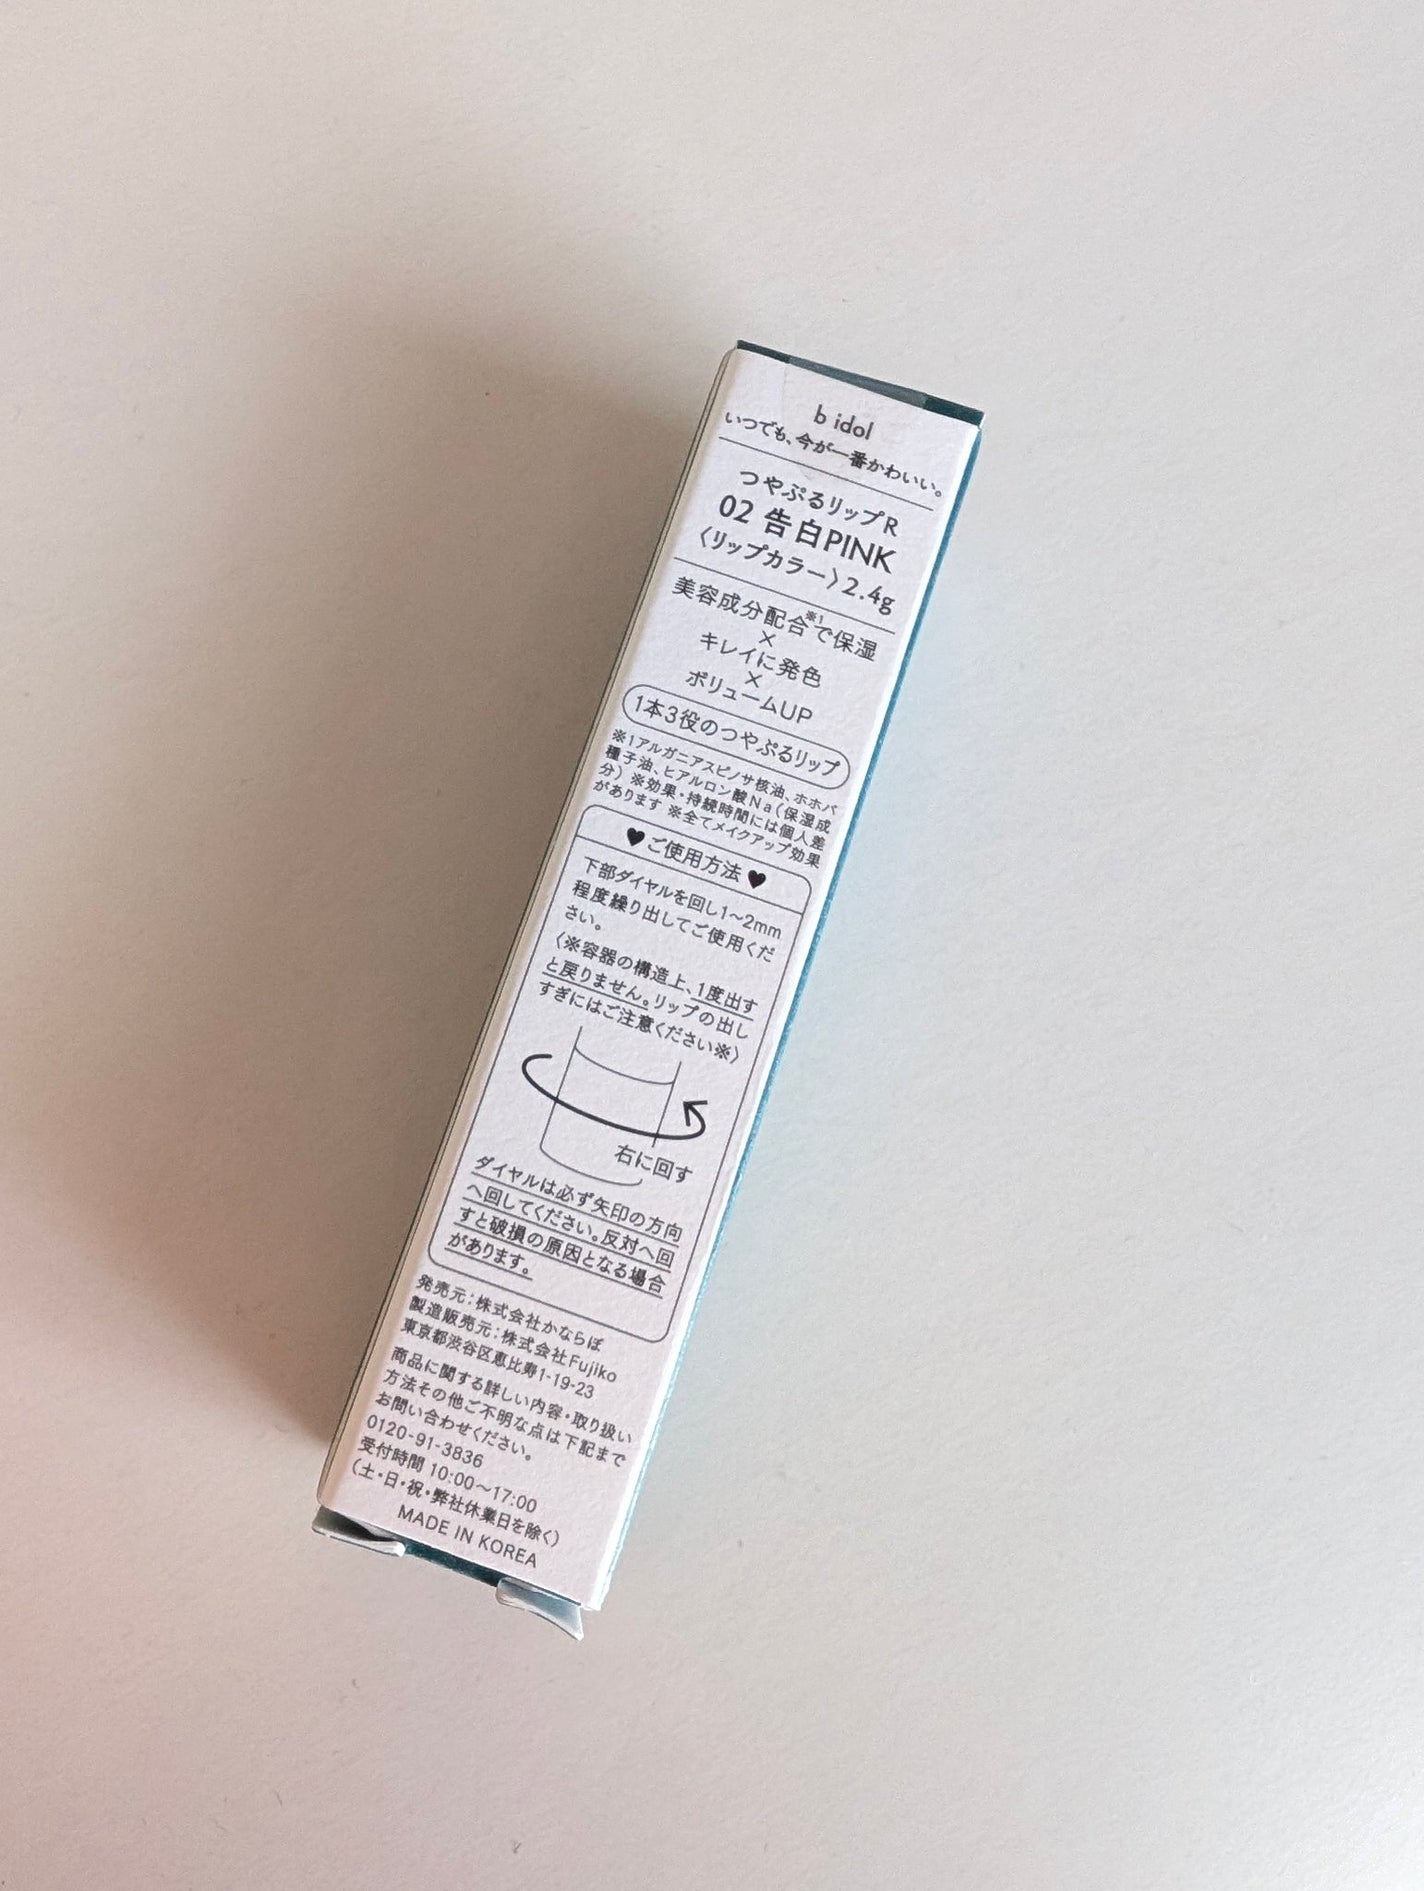 b idol
いつでも、今が一番かわいい。
つやぷるリップR
02 告白PINK
〈リップカラー〉2.4g
美容成分配合※1で保湿
×
キレイに発色
×
ボリュームUP
1本3役のつやぷるリップ
※1アルガニアスピノサ核油、ホホバ
種子油、ヒアルロン酸Na(保湿成
分) ※効果・持続時間には個人差
があります ※全てメイクアップ効果
♥ご使用方法♥
下部ダイヤルを回し1〜2mm
程度繰り出してご使用くだ
さい。
〈※容器の構造上、1度出す
と戻りません。リップの出し
すぎにはご注意ください※〉
右に回す
ダイヤルは必ず矢印の方向
へ回してください。反対へ回
すと破損の原因となる場合
があります。
発売元:株式会社かならぼ
製造販売元:株式会社Fujiko
東京都渋谷区恵比寿1-19-23
商品に関する詳しい内容・取り扱い
方法その他ご不明な点は下記まで
お問い合わせください。
0120-91-3836
受付時間 10:00〜17:00
(土・日・祝・弊社休業日を除く)
MADE IN KOREA